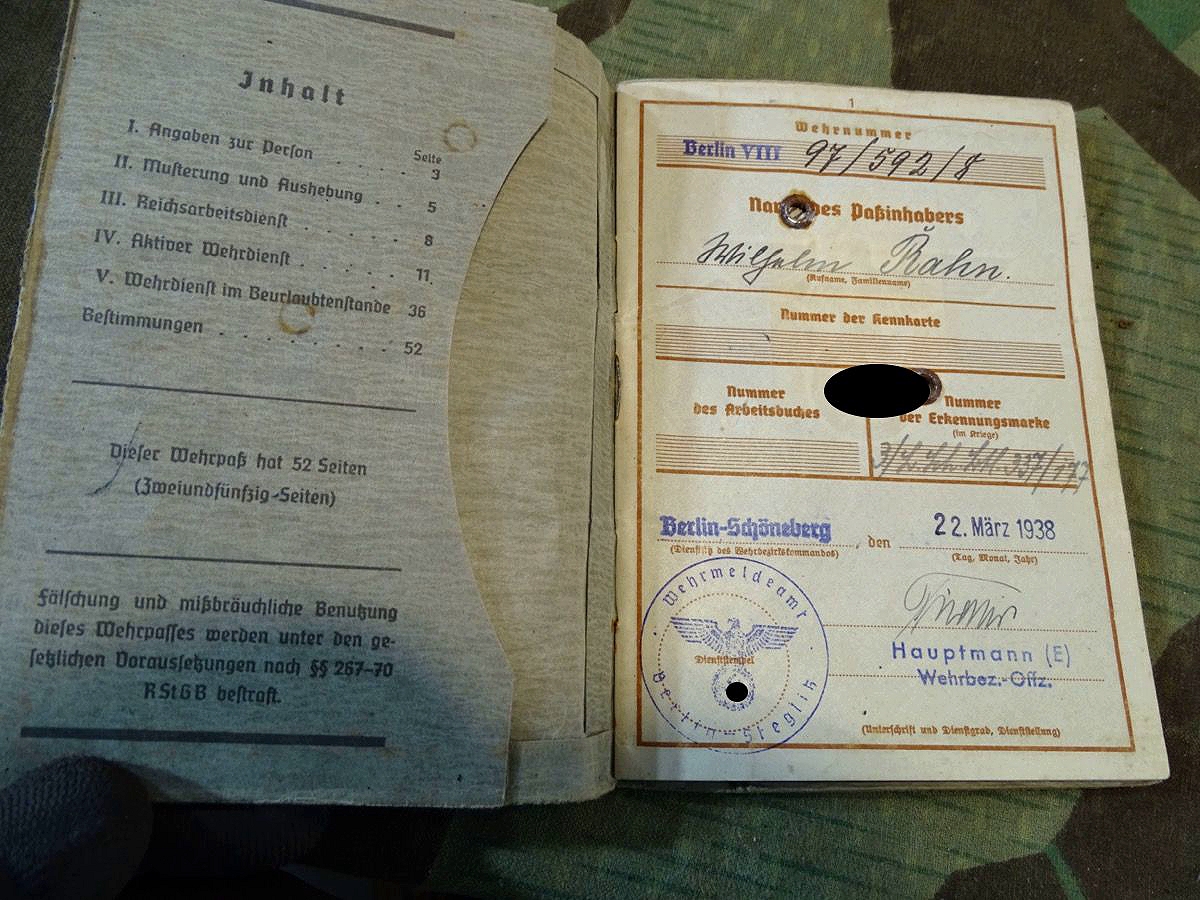 Inhalt
Seite
I. Angaben zur Person . . . . 3
II. Musterung und Aushebung . . . 5
III. Reichsarbeitsdienst . . . . . . . 8
IV. Aktiver Wehrdienst . . . . . . 11
V. Wehrdienst im Beurlaubtenstande 36
Bestimmungen . . . . . . . . . 52
Dieser Wehrpaß hat 52 Seiten
(Zweiundfünfzig-Seiten)
Fälschung und mißbräuchliche Benutzung
dieses Wehrpasses werden unter den ge-
setzlichen Voraussetzungen nach §§ 267-70
RStGB bestraft.
1
Wehrnummer
Berlin VIII 97/592/8
des Paßinhabers
Wilhelm Rahn.
(Rufname, Familienname)
Nummer der Kennkarte
Nummer
des Arbeitsbuches
Nummer
der Erkennungsmarke
(im Kriege)
337/177
Berlin-Schöneberg, den 22. März 1938
(Dienstsitz des Wehrbezirkskommandos)
(Tag, Monat, Jahr)
Wehrmeldeamt
Dienststempel
Berlin-Steglitz
Hauptmann (E)
Wehrbez.-Offz.
(Unterschrift und Dienstgrad, Dienststellung)